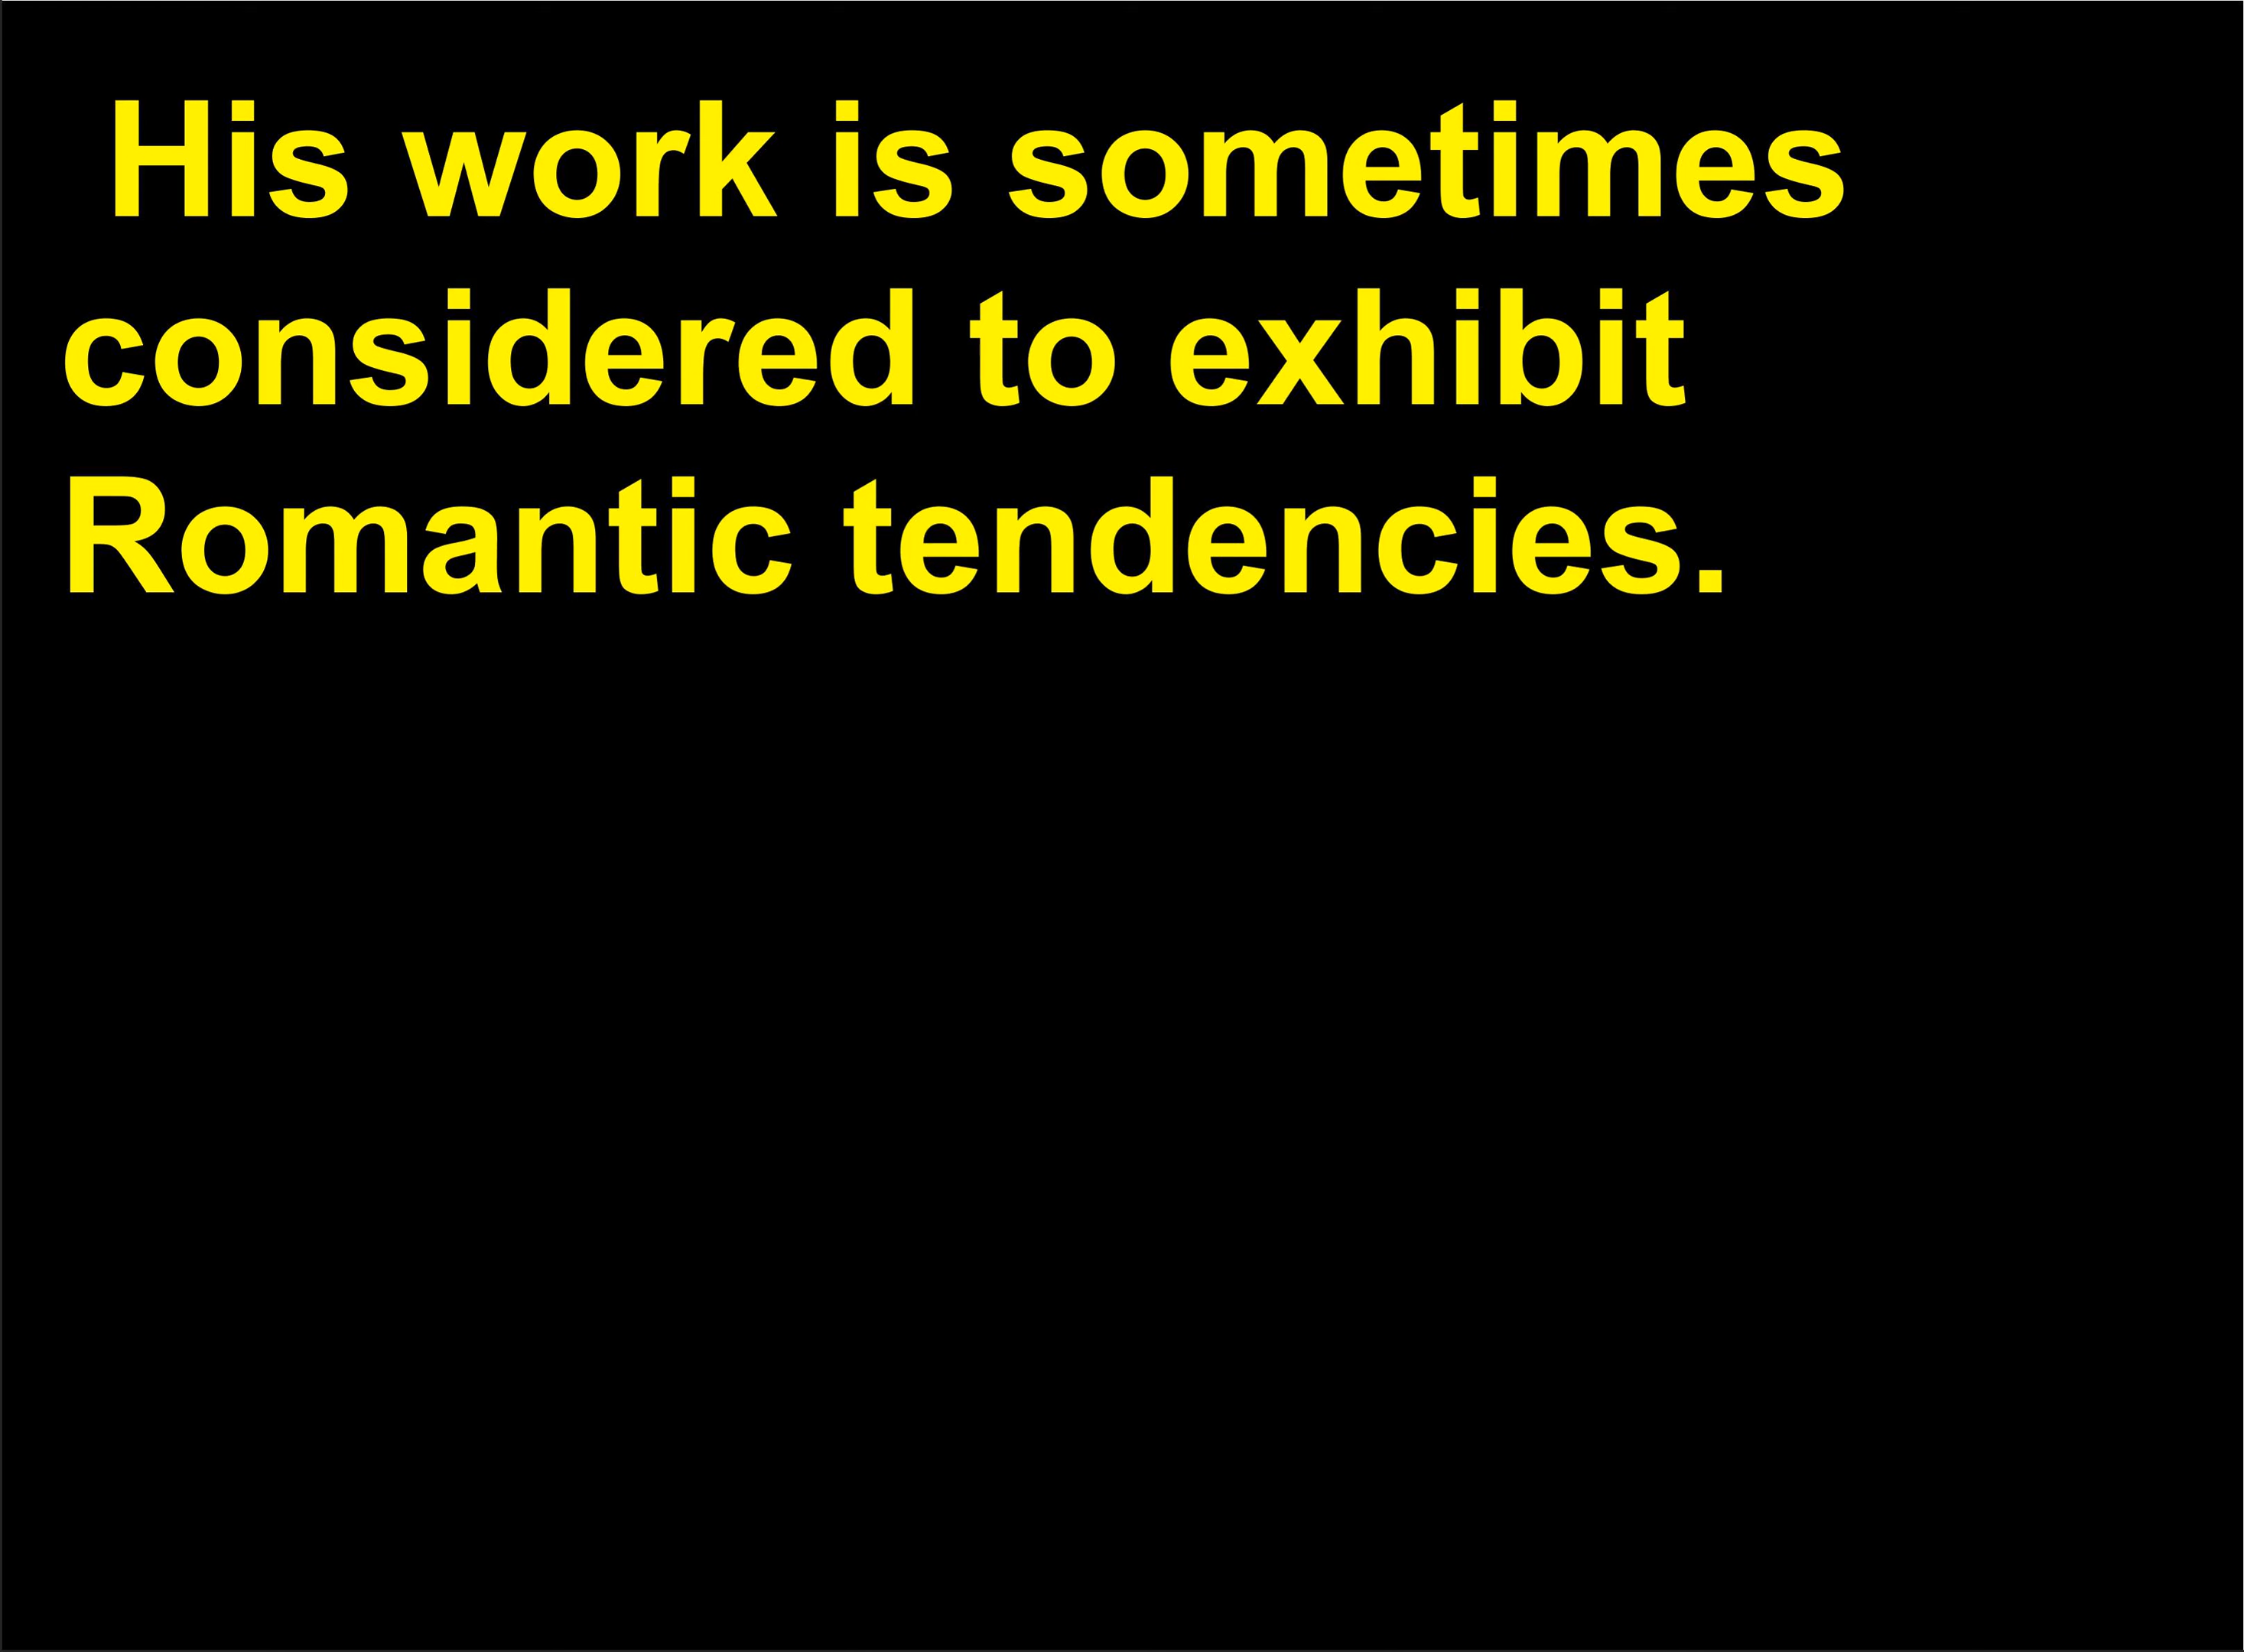 His work is sometimes
considered to exhibit
Romantic tendencies.